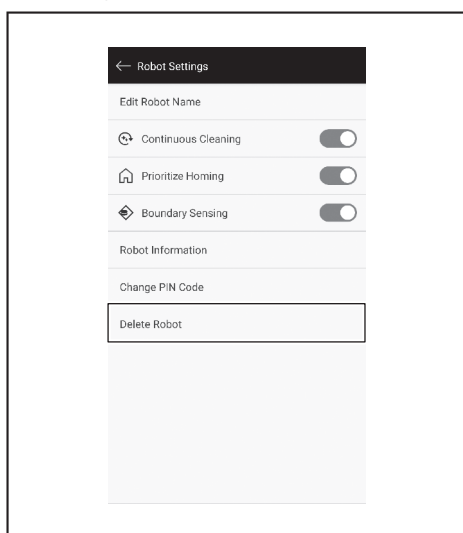 Robot Settings
Edit Robot Name
Continuous Cleaning
Prioritize Homing
Boundary Sensing
Robot Information
Change PIN Code
Delete Robot